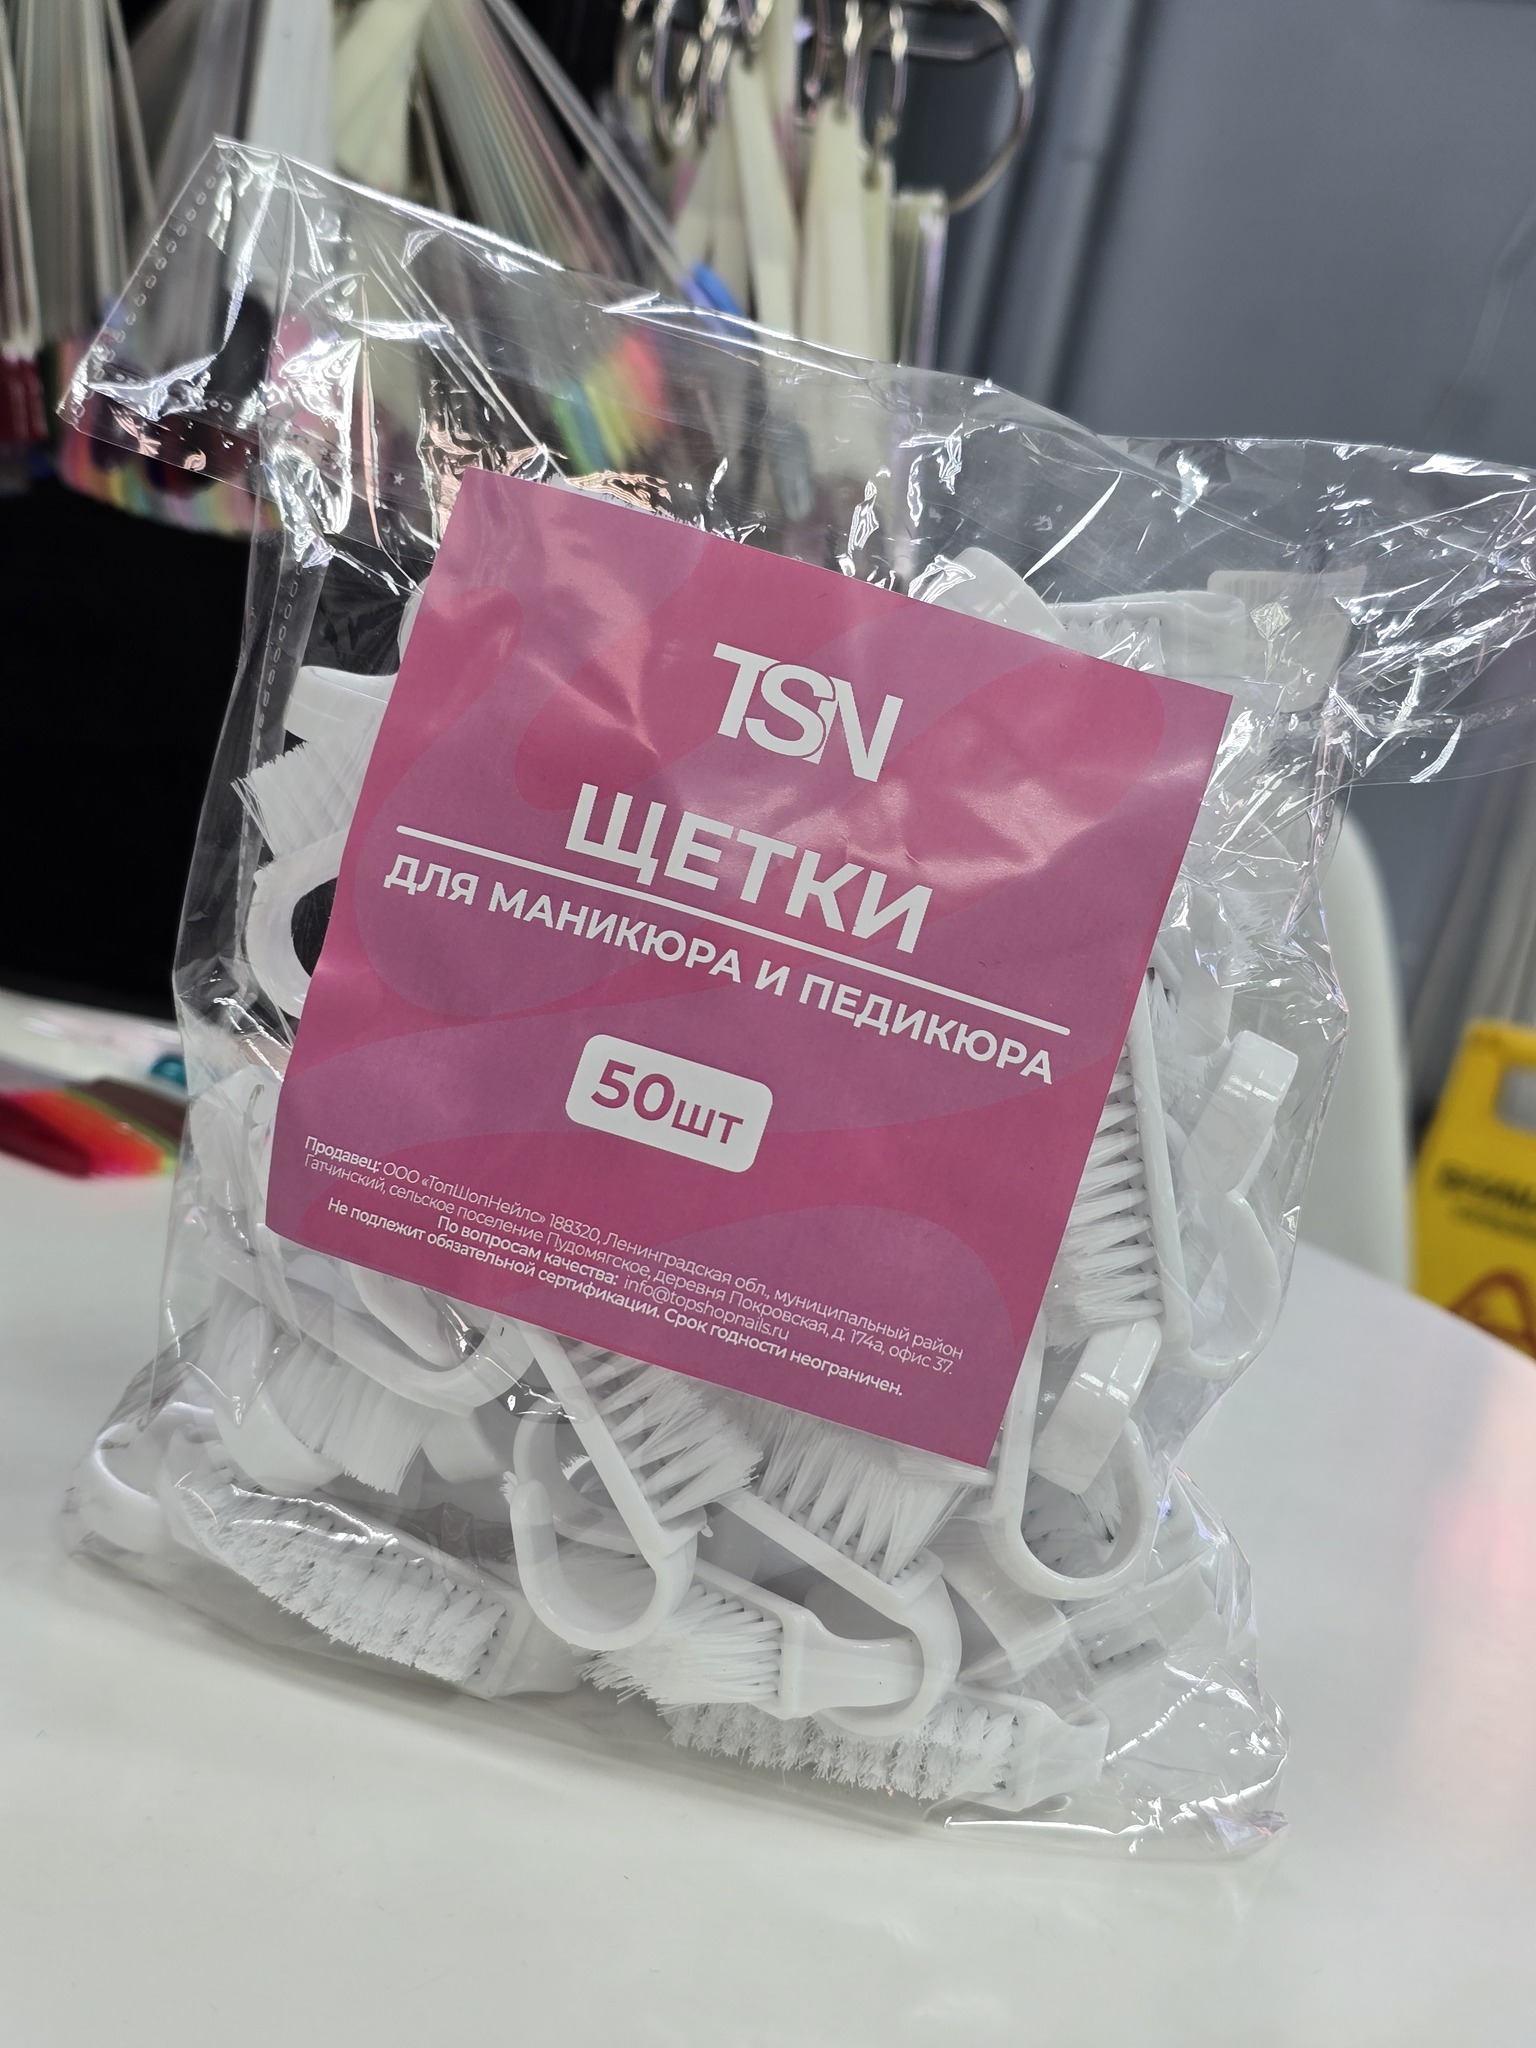 TSN
ЩЕТКИ
ДЛЯ МАНИКЮРА И ПЕДИКЮРА
50шт
Продавец: ООО «ТопШопНейлс» 188320, Ленинградская обл., муниципальный район
Гатчинский, сельское поселение Пудомягское, деревня Покровская, д. 174а, офис 37.
По вопросам качества: info@topshopnails.ru
Не подлежит обязательной сертификации. Срок годности неограничен.